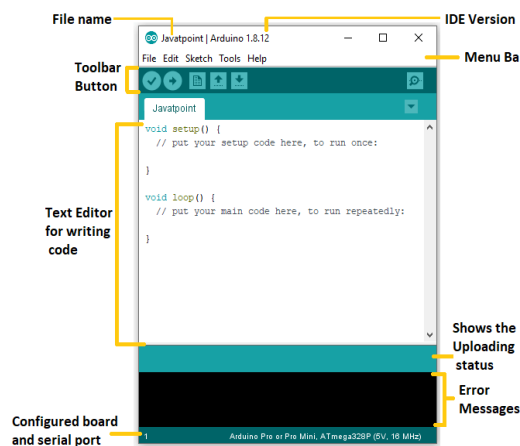 File name
IDE Version
Javatpoint | Arduino 1.8.12
File Edit Sketch Tools Help
Menu Ba
Toolbar
Button
Javatpoint
void setup() {
// put your setup code here, to run once:
}
void loop() {
// put your main code here, to run repeatedly:
}
Text Editor
for writing
code
Shows the
Uploading
status
Error
Messages
Configured board
and serial port
1
Arduino Pro or Pro Mini, ATmega328P (5V, 16 MHz)